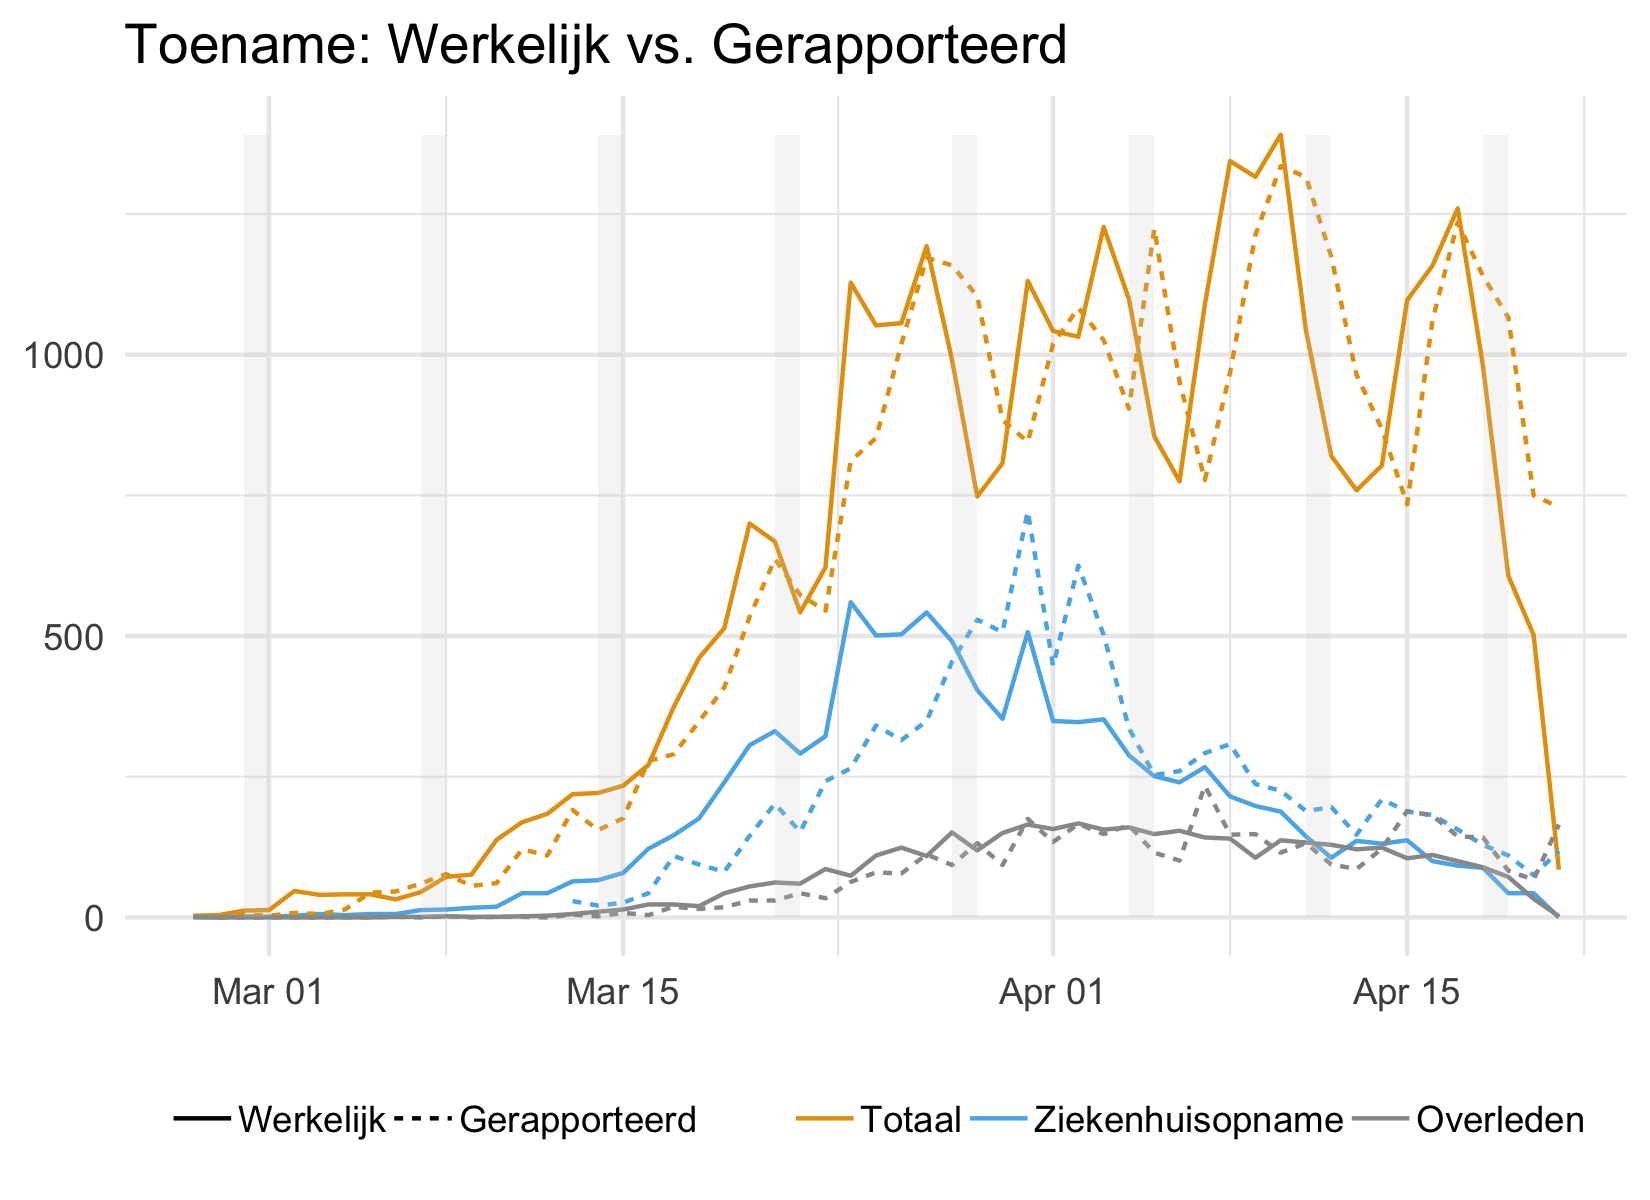 Toename: Werkelijk vs. Gerapporteerd
1000
500
0
Mar 01 Mar 15 Apr 01 Apr 15
Werkelijk Gerapporteerd Totaal Ziekenhuisopname Overleden